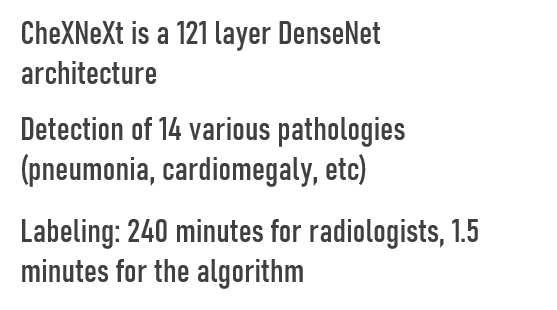 CheXNeXt is a 121 layer DenseNet
architecture
Detection of 14 various pathologies
(pneumonia, cardiomegaly, etc)
Labeling: 240 minutes for radiologists, 1.5
minutes for the algorithm